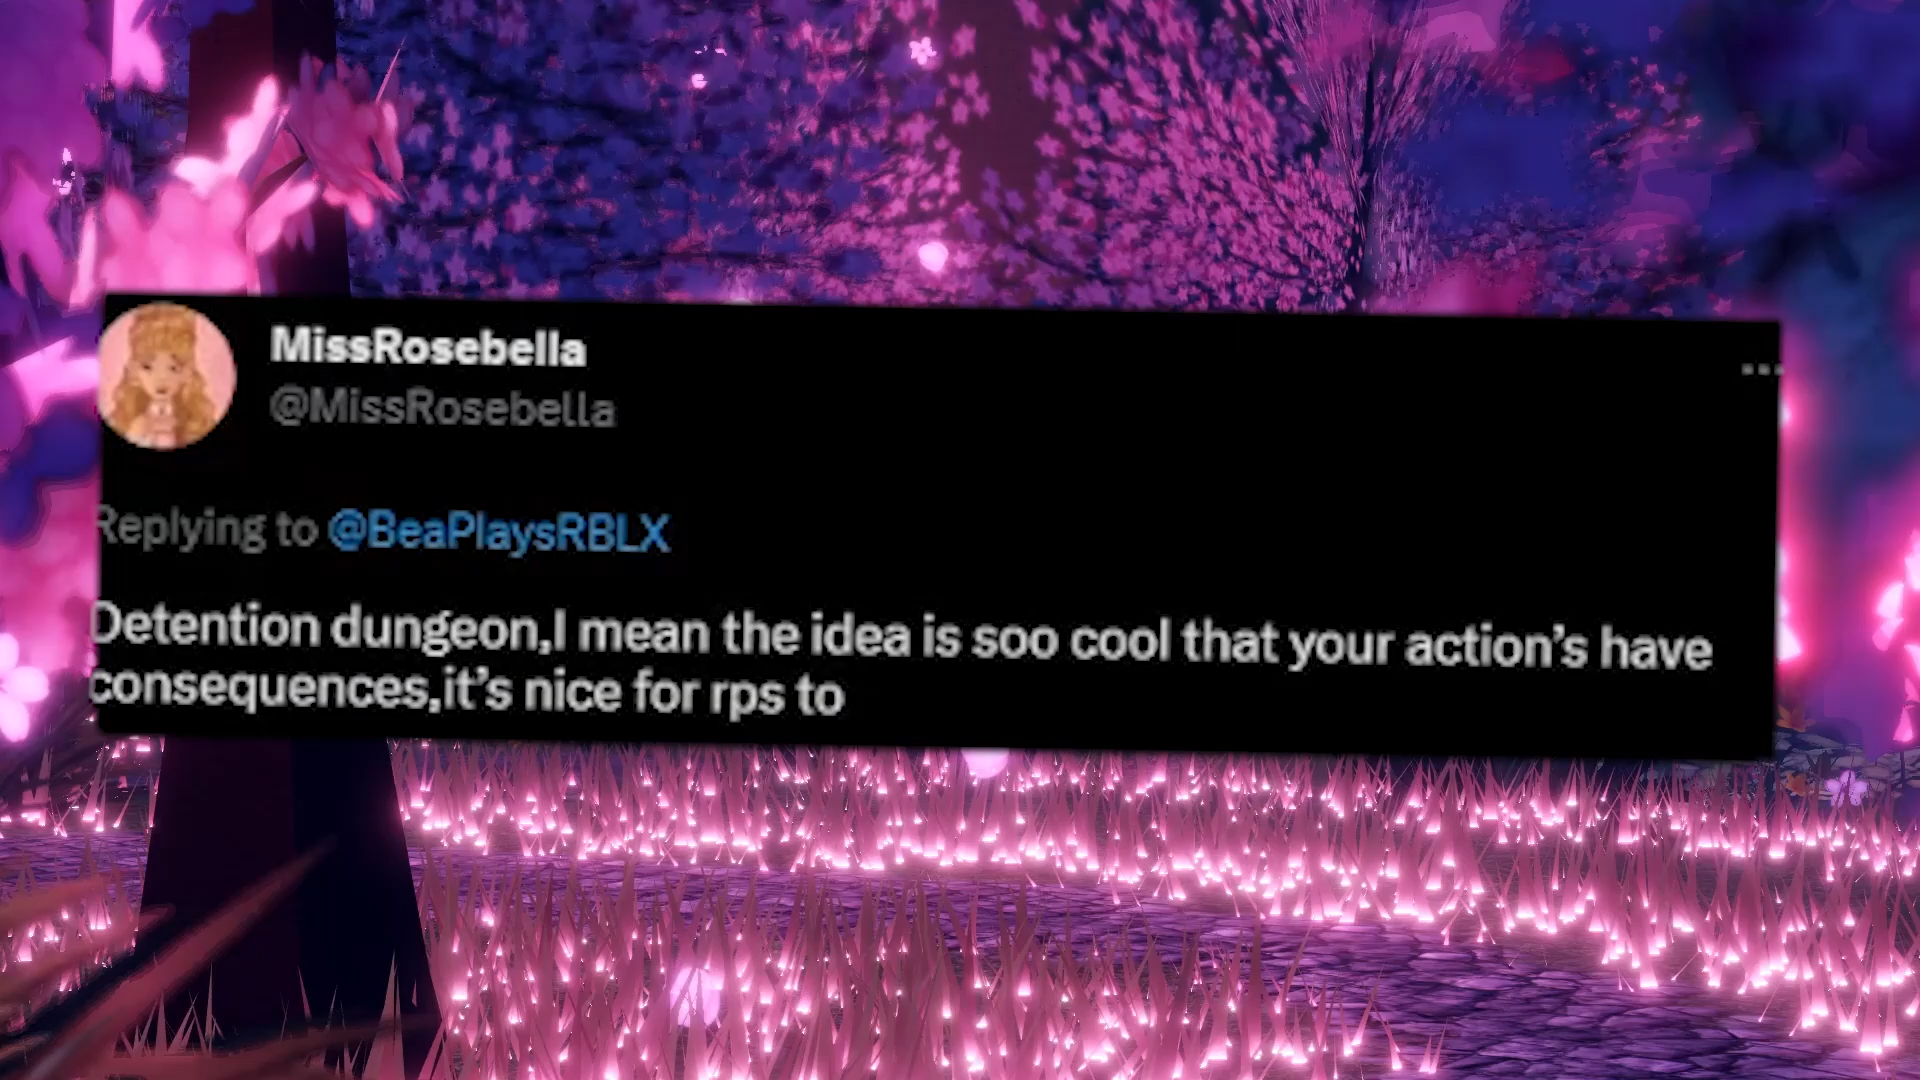 MissRosebella
@MissRosebella
Replying to @BeaPlaysRBLX
Detention dungeon,I mean the idea is soo cool that your action's have
consequences,it's nice for rps to